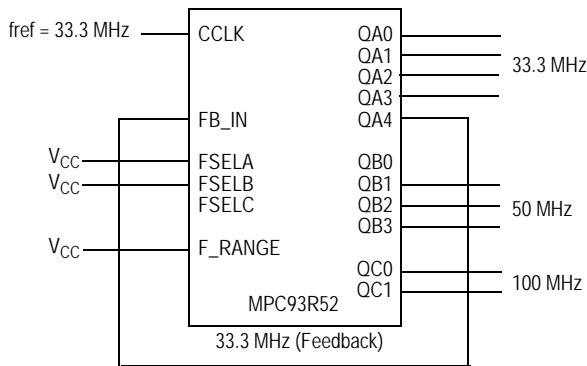 fref = 33.3 MHz
CCLK
QA0
QA1
QA2
QA3
QA4
33.3 MHz
FB_IN
VCC
FSELA
VCC
FSELB
FSELC
QB0
QB1
QB2
QB3
50 MHz
VCC
F_RANGE
QC0
QC1
100 MHz
MPC93R52
33.3 MHz (Feedback)